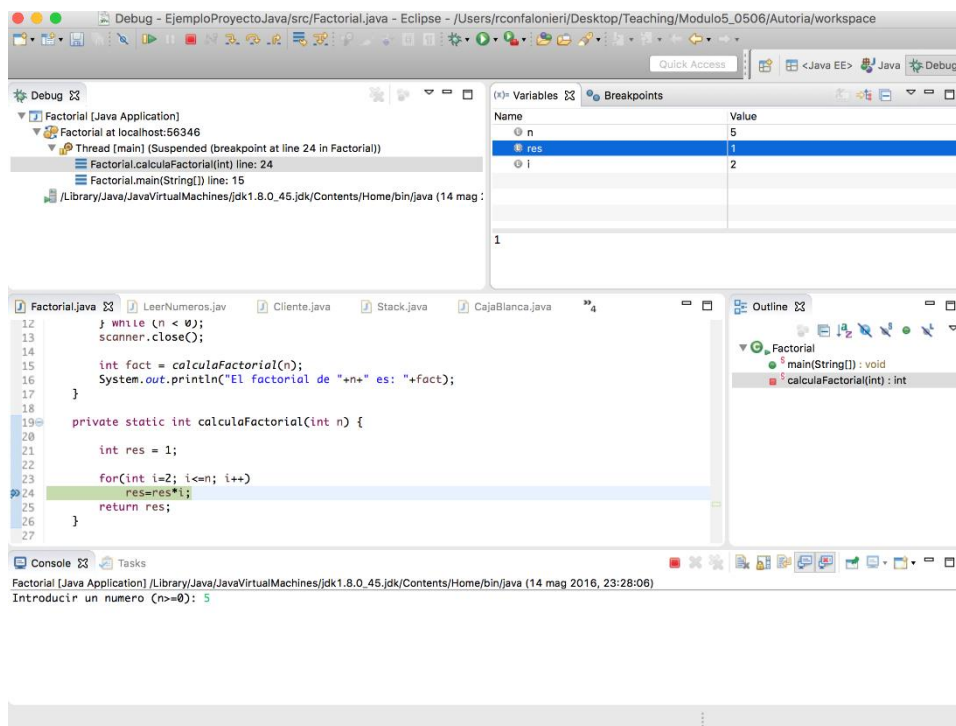 Debug - EjemploProyectoJava/src/Factorial.java - Eclipse - /Users/rconfalonieri/Desktop/Teaching/Modulo5_0506/Autoria/workspace
Quick Access
<Java EE> Java Debug
Debug
Factorial [Java Application]
Factorial at localhost:56346
Thread [main] (Suspended (breakpoint at line 24 in Factorial))
Factorial.calculaFactorial(int) line: 24
Factorial.main(String[]) line: 15
/Library/Java/JavaVirtualMachines/jdk1.8.0_45.jdk/Contents/Home/bin/java (14 mag
(x)= Variables Breakpoints
Name Value
n 5
res 1
i 2
1
Factorial.java LeerNumeros.jav Cliente.java Stack.java CajaBlanca.java »4
12 } while (n < 0);
13 scanner.close();
14
15 int fact = calculaFactorial(n);
16 System.out.println("El factorial de "+n+" es: "+fact);
17 }
18
19 private static int calculaFactorial(int n) {
20
21 int res = 1;
22
23 for(int i=2; i<=n; i++)
24 res=res*i;
25 return res;
26 }
27
Outline
Factorial
main(String[]) : void
calculaFactorial(int) : int
Console Tasks
Factorial [Java Application] /Library/Java/JavaVirtualMachines/jdk1.8.0_45.jdk/Contents/Home/bin/java (14 mag 2016, 23:28:06)
Introducir un numero (n>=0): 5